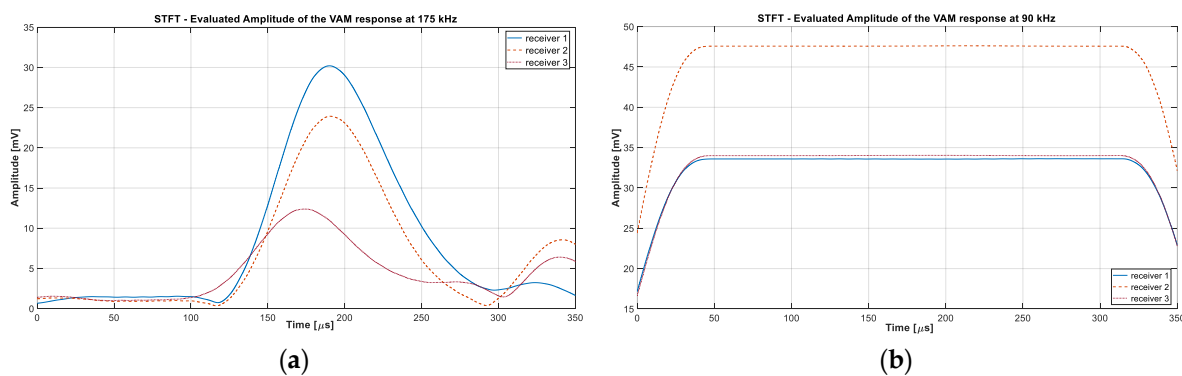 STFT - Evaluated Amplitude of the VAM response at 175 kHz
35
30
25
20
15
10
5
0
Amplitude [mV]
receiver 1
receiver 2
receiver 3
0 50 100 150 200 250 300 350
Time [μs]
(a)
STFT - Evaluated Amplitude of the VAM response at 90 kHz
50
45
40
35
30
25
20
15
Amplitude [mV]
receiver 1
receiver 2
receiver 3
0 50 100 150 200 250 300 350
Time [μs]
(b)